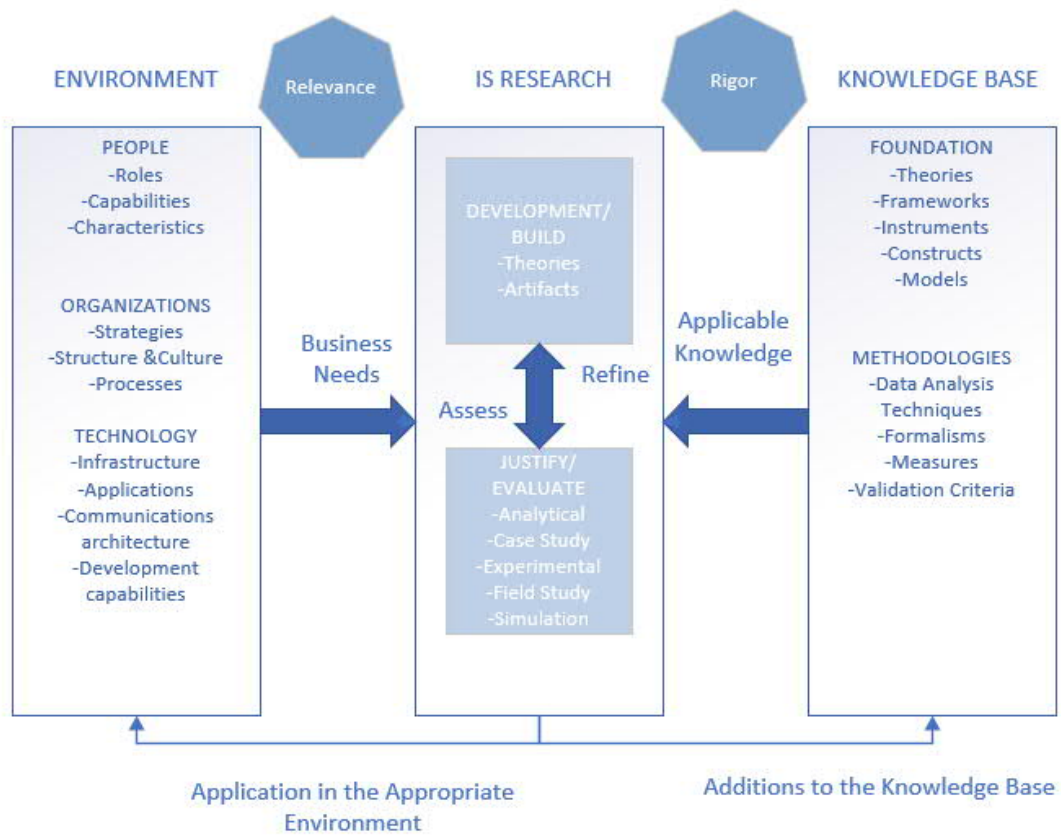 ENVIRONMENT
Relevance
IS RESEARCH
Rigor
KNOWLEDGE BASE
PEOPLE
-Roles
-Capabilities
-Characteristics
ORGANIZATIONS
-Strategies
-Structure &Culture
-Processes
TECHNOLOGY
-Infrastructure
-Applications
-Communications
architecture
-Development
capabilities
Business
Needs
DEVELOPMENT/
BUILD
-Theories
-Artifacts
Assess
Refine
JUSTIFY/
EVALUATE
-Analytical
-Case Study
-Experimental
-Field Study
-Simulation
Applicable
Knowledge
FOUNDATION
-Theories
-Frameworks
-Instruments
-Constructs
-Models
METHODOLOGIES
-Data Analysis
Techniques
-Formalisms
-Measures
-Validation Criteria
Application in the Appropriate
Environment
Additions to the Knowledge Base